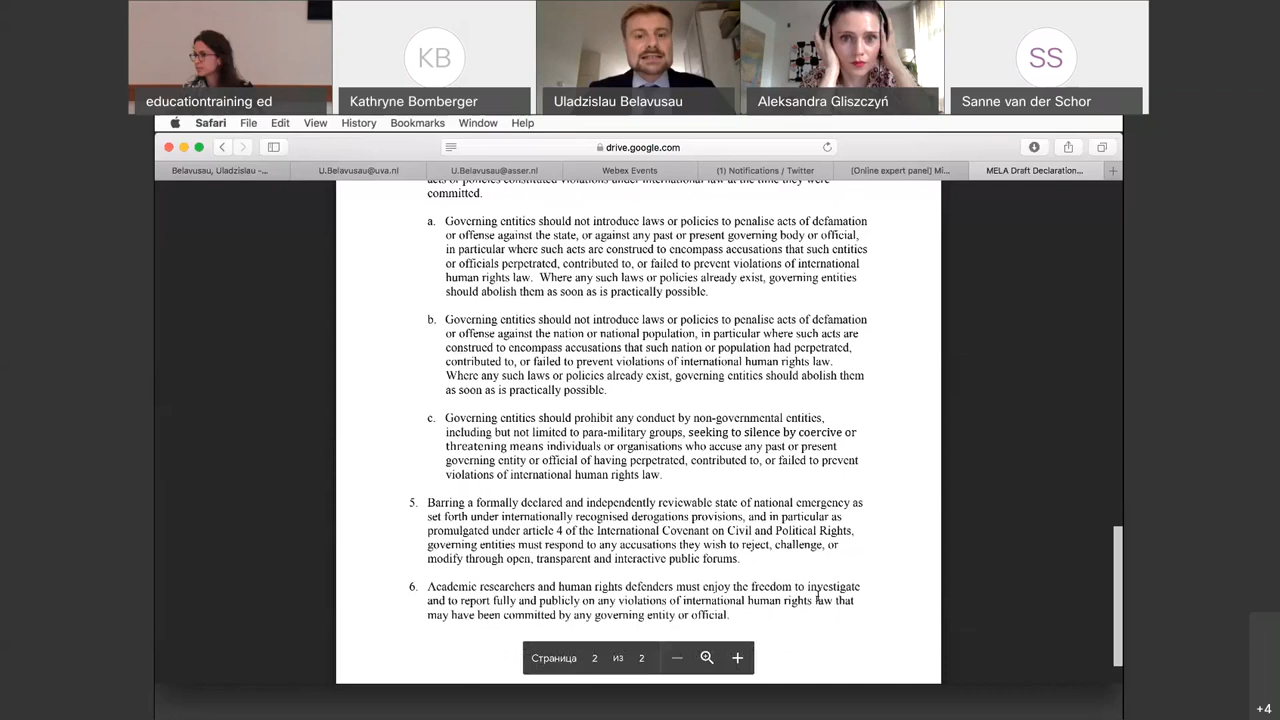 KB
SS
educationtraining ed
Kathryne Bomberger
Uladzislau Belavusau
Aleksandra Gliszczyń
Sanne van der Schor
Safari File Edit View History Bookmarks Window Help
drive.google.com
Belavusau, Uladzislau -...
U.Belavusau@uva.nl
U.Belavusau@asser.nl
Webex Events
(1) Notifications / Twitter
[Online expert panel] Mi...
MELA Draft Declaration...
acts or policies constituted violations under international law at the time they were
committed.
a. Governing entities should not introduce laws or policies to penalise acts of defamation
or offense against the state, or against any past or present governing body or official,
in particular where such acts are construed to encompass accusations that such entities
or officials perpetrated, contributed to, or failed to prevent violations of international
human rights law. Where any such laws or policies already exist, governing entities
should abolish them as soon as is practically possible.
b. Governing entities should not introduce laws or policies to penalise acts of defamation
or offense against the nation or national population, in particular where such acts are
construed to encompass accusations that such nation or population had perpetrated,
contributed to, or failed to prevent violations of international human rights law.
Where any such laws or policies already exist, governing entities should abolish them
as soon as is practically possible.
c. Governing entities should prohibit any conduct by non-governmental entities,
including but not limited to para-military groups, seeking to silence by coercive or
threatening means individuals or organisations who accuse any past or present
governing entity or official of having perpetrated, contributed to, or failed to prevent
violations of international human rights law.
5. Barring a formally declared and independently reviewable state of national emergency as
set forth under internationally recognised derogations provisions, and in particular as
promulgated under article 4 of the International Covenant on Civil and Political Rights,
governing entities must respond to any accusations they wish to reject, challenge, or
modify through open, transparent and interactive public forums.
6. Academic researchers and human rights defenders must enjoy the freedom to investigate
and to report fully and publicly on any violations of international human rights law that
may have been committed by any governing entity or official.
Страница 2 из 2
+4